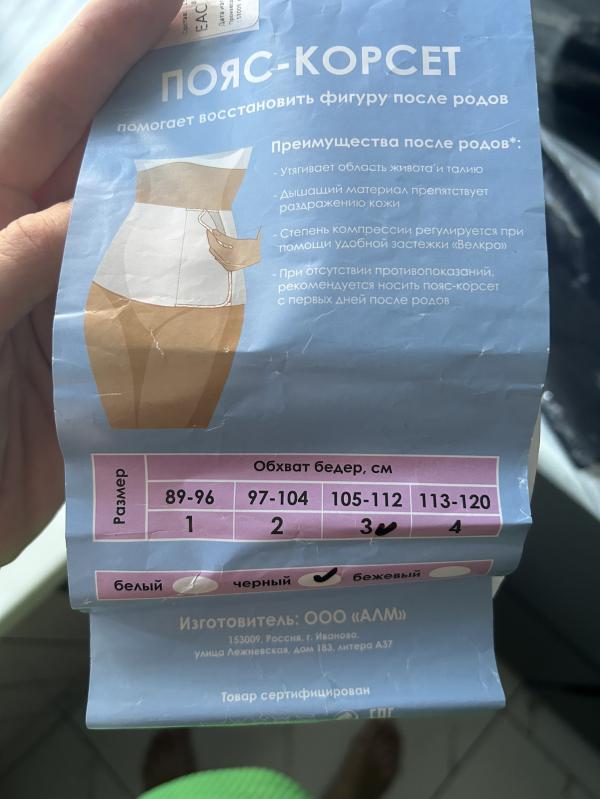 EAC
153009
ПОЯС-КОРСЕТ
помогает восстановить фигуру после родов
Преимущества после родов*:
- Утягивает область живота и талию
- Дышащий материал препятствует
раздражению кожи
- Степень компрессии регулируется при
помощи удобной застежки «Велкро»
- При отсутствии противопоказаний,
рекомендуется носить пояс-корсет
с первых дней после родов
Размер
Обхват бедер, см
89-96 97-104 105-112 113-120
1 2 3 4
белый черный бежевый
Изготовитель: ООО «АЛМ»
153009, Россия, г. Иваново,
улица Лежневская, дом 183, литера А37
Товар сертифицирован